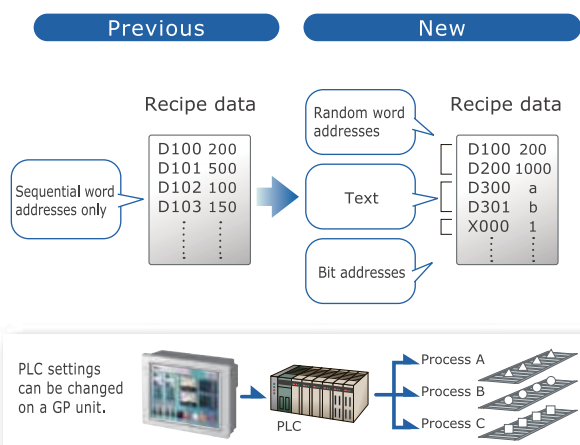 Previous
New
Recipe data
Sequential word
addresses only
D100 200
D101 500
D102 100
D103 150
Random word
addresses
Text
Bit addresses
Recipe data
D100 200
D200 1000
D300 a
D301 b
X000 1
PLC settings
can be changed
on a GP unit.
PLC
Process A
Process B
Process C